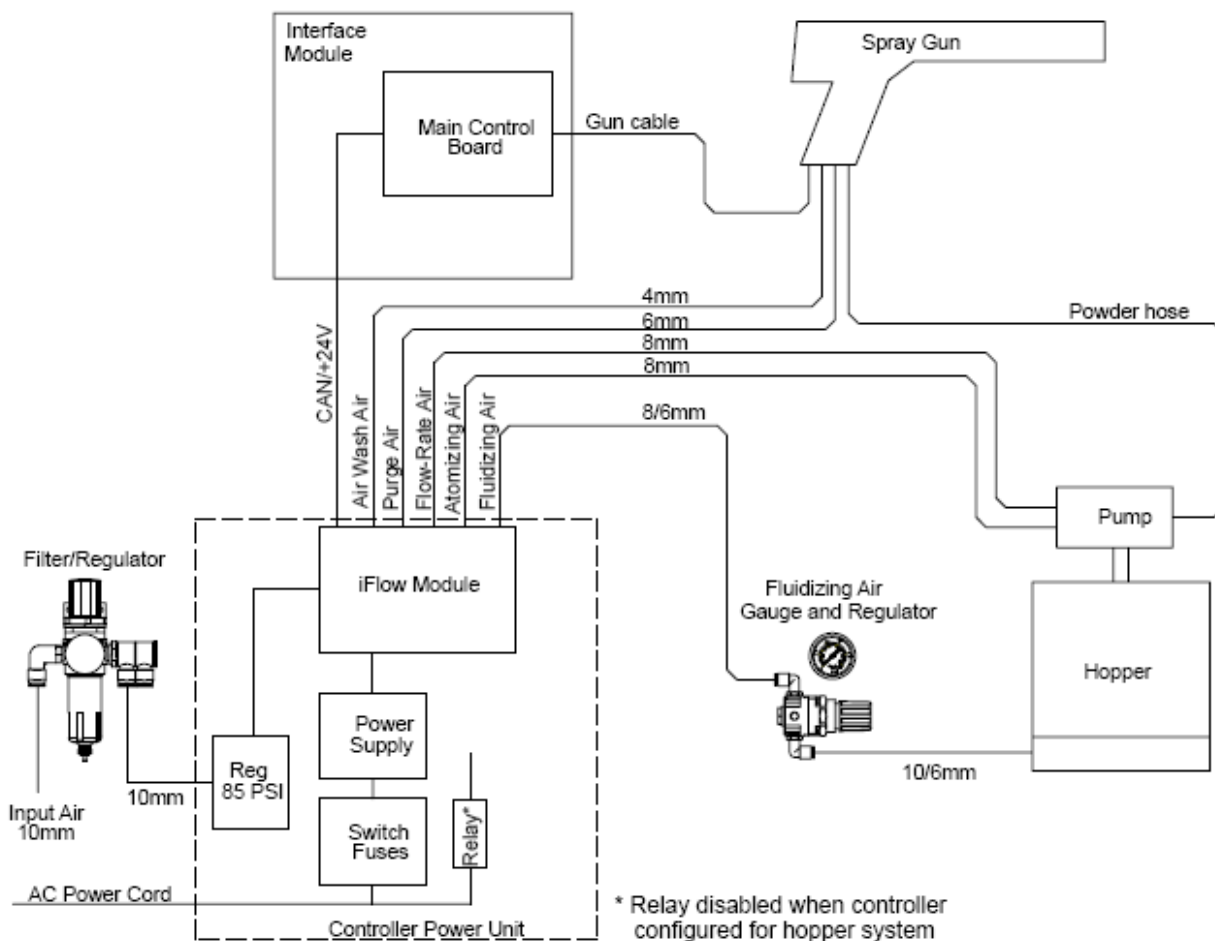 Interface
Module
Main Control
Board
Gun cable
Spray Gun
4mm
6mm
8mm
8mm
8/6mm
Powder hose
CAN/+24V
Air Wash Air
Purge Air
Flow-Rate Air
Atomizing Air
Fluidizing Air
Pump
Filter/Regulator
iFlow Module
Fluidizing Air
Gauge and Regulator
Hopper
Power
Supply
Reg
85 PSI
10mm
10/6mm
Input Air
10mm
Switch
Fuses
Relay*
AC Power Cord
Controller Power Unit
* Relay disabled when controller
configured for hopper system